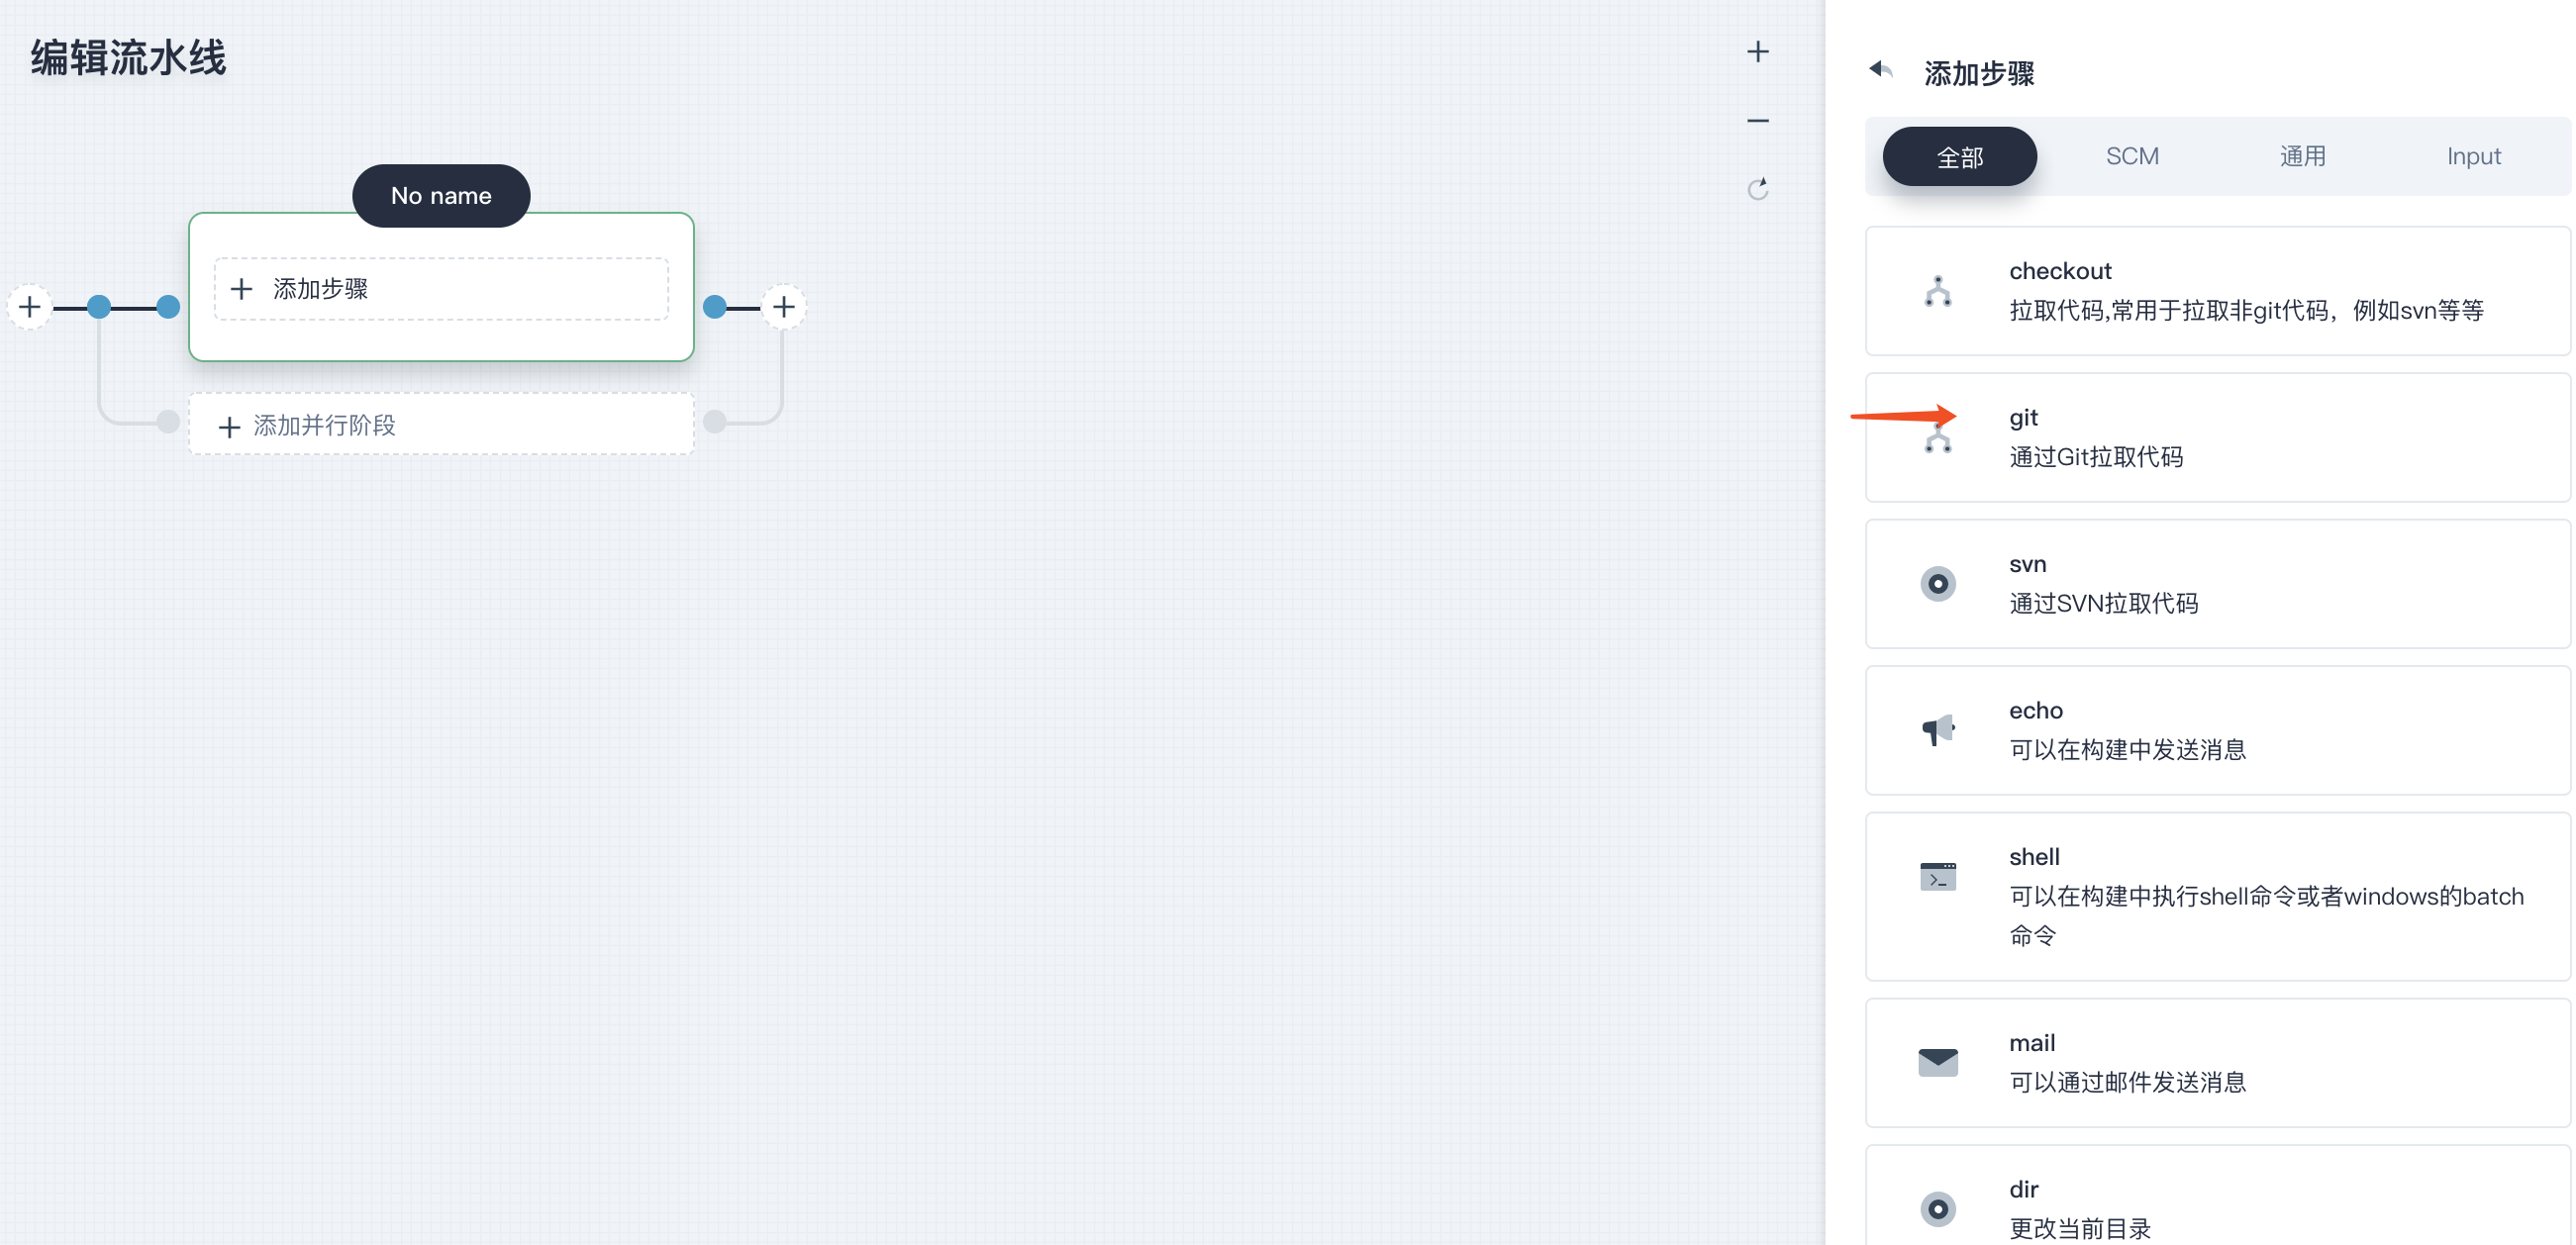 编辑流水线
No name
添加步骤
添加并行阶段
添加步骤
全部
SCM
通用
Input
checkout
拉取代码,常用于拉取非git代码，例如svn等等
git
通过Git拉取代码
svn
通过SVN拉取代码
echo
可以在构建中发送消息
shell
可以在构建中执行shell命令或者windows的batch
命令
mail
可以通过邮件发送消息
dir
更改当前目录